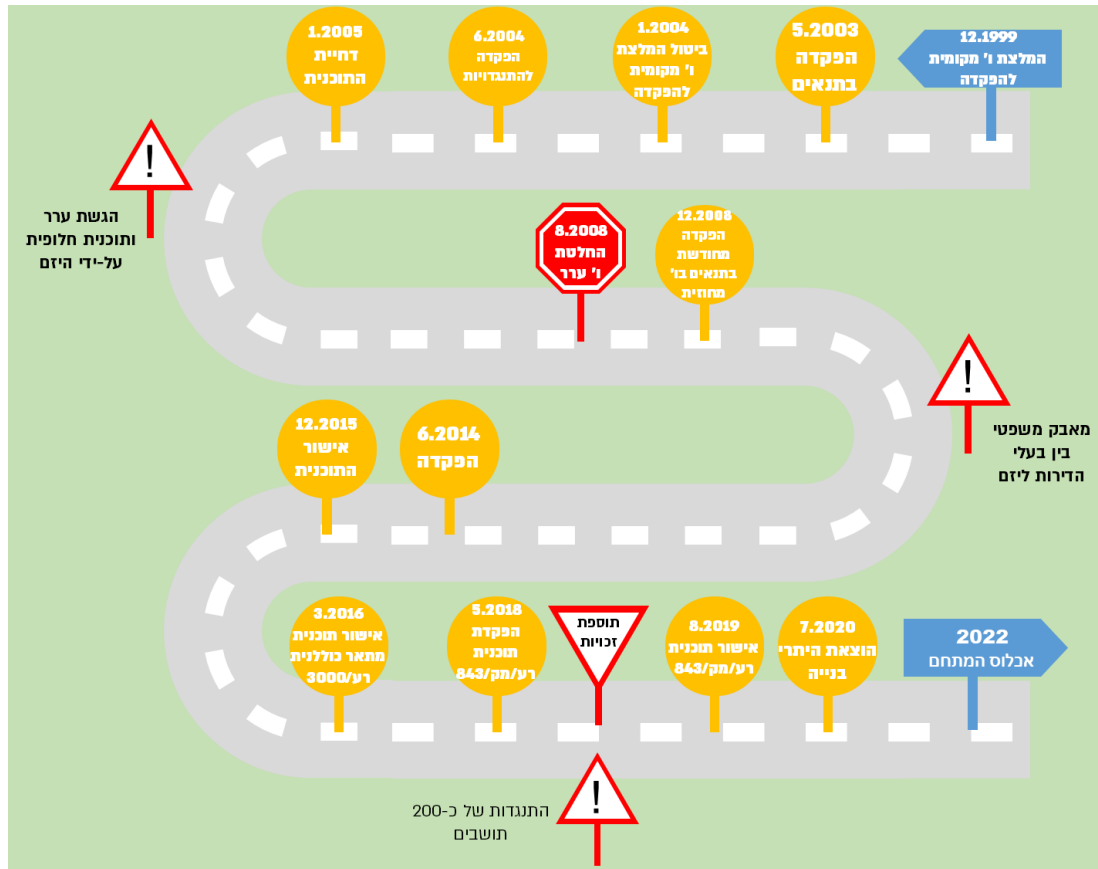 12.1999
המלצת ו' מקומית
להפקדה
5.2003
הפקדה
בתנאים
1.2004
ביטול המלצת
ו' מקומית
להפקדה
6.2004
הפקדה
להתנגדויות
1.2005
דחיית
התוכנית
!
הגשת ערר
ותוכנית חלופית
על-ידי היזם
8.2008
החלטת
ו' ערר
12.2008
הפקדה
מחודשת
בתנאים בו'
מחוזית
!
מאבק משפטי
בין בעלי
הדירות ליזם
6.2014
הפקדה
12.2015
אישור
התוכנית
3.2016
אישור תוכנית
מתאר כוללנית
רע/3000
5.2018
הפקדת
תוכנית
רע/מק/843
תוספת
זכויות
!
התנגדות של כ-200
תושבים
8.2019
אישור תוכנית
רע/מק/843
7.2020
הוצאת היתרי
בנייה
2022
אכלוס המתחם